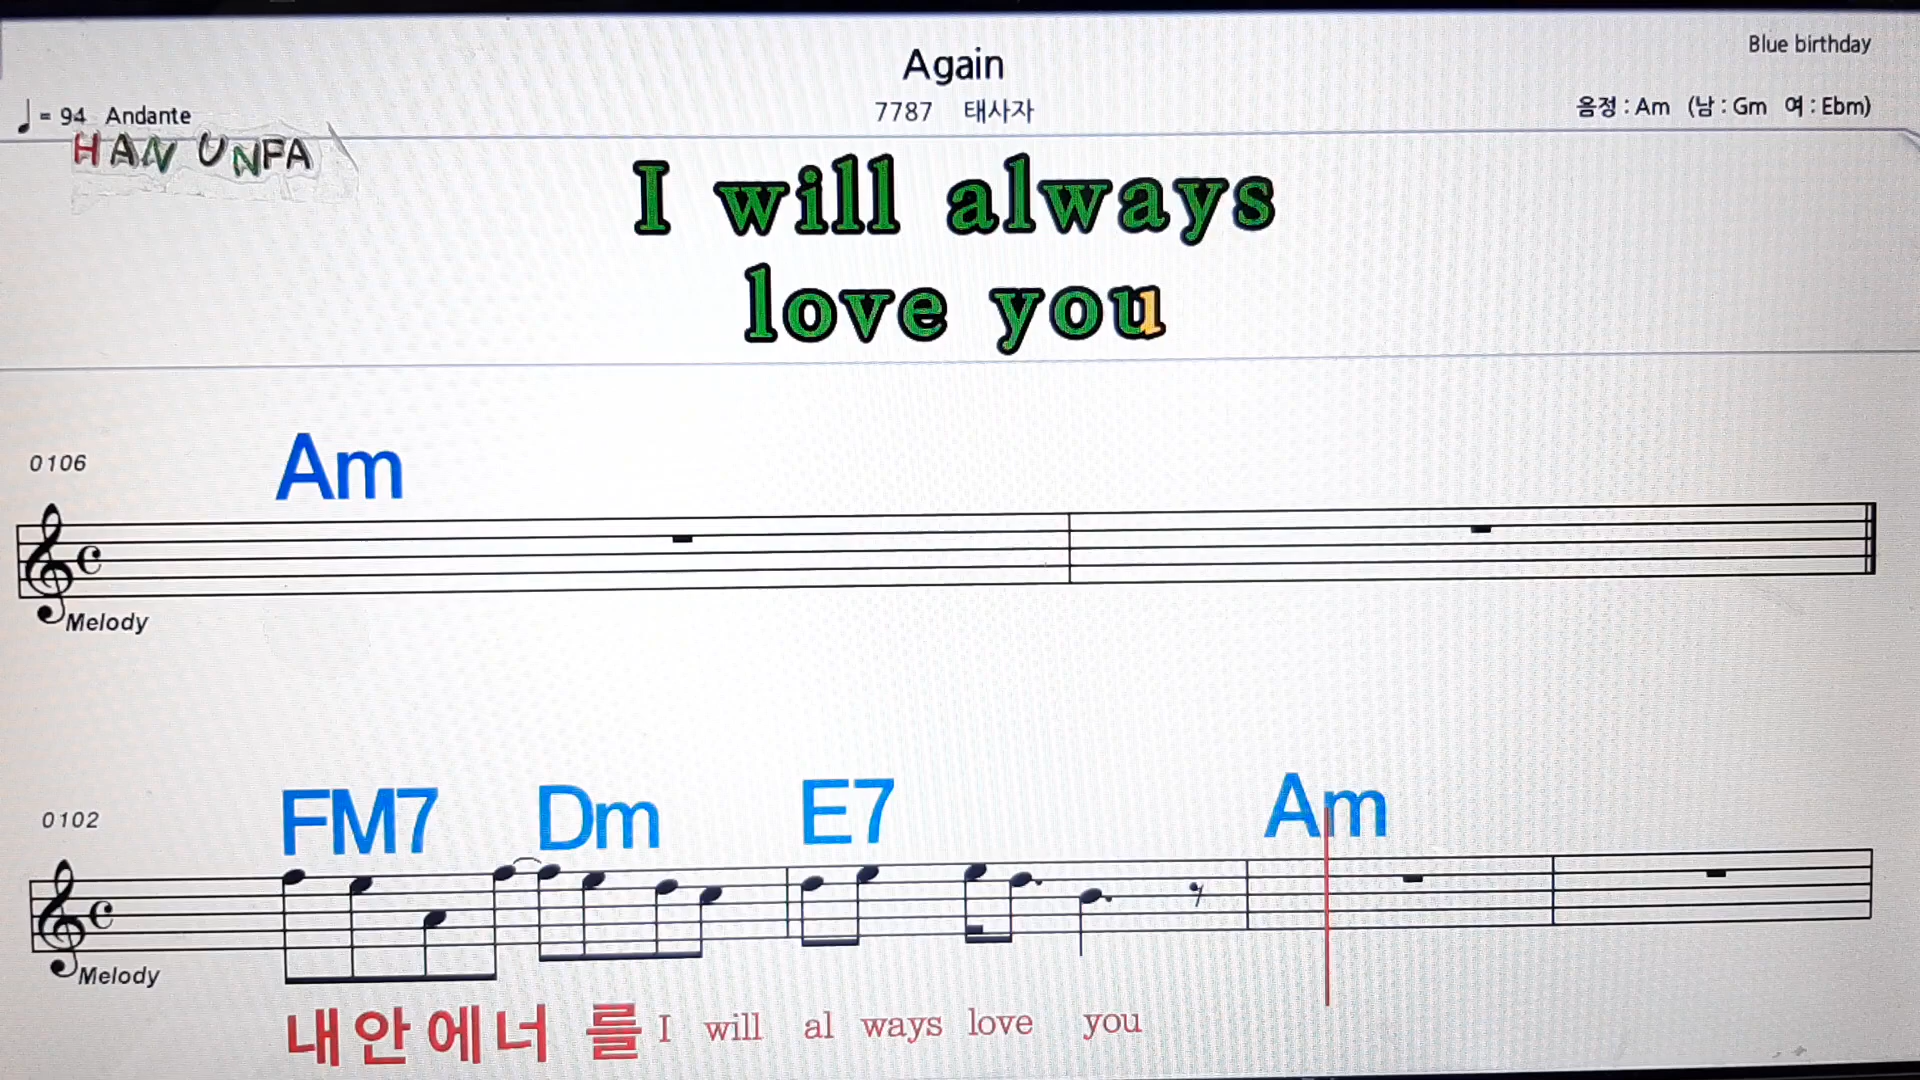 Blue birthday
Again
♩ = 94 Andante
7787 태사자
음정 : Am (남 : Gm 여 : Ebm)
HAN UNFA
I will always
love you
0106
Am
Melody
0102
FM7 Dm E7 Am
Melody
내 안 에 너 를 I will al ways love you